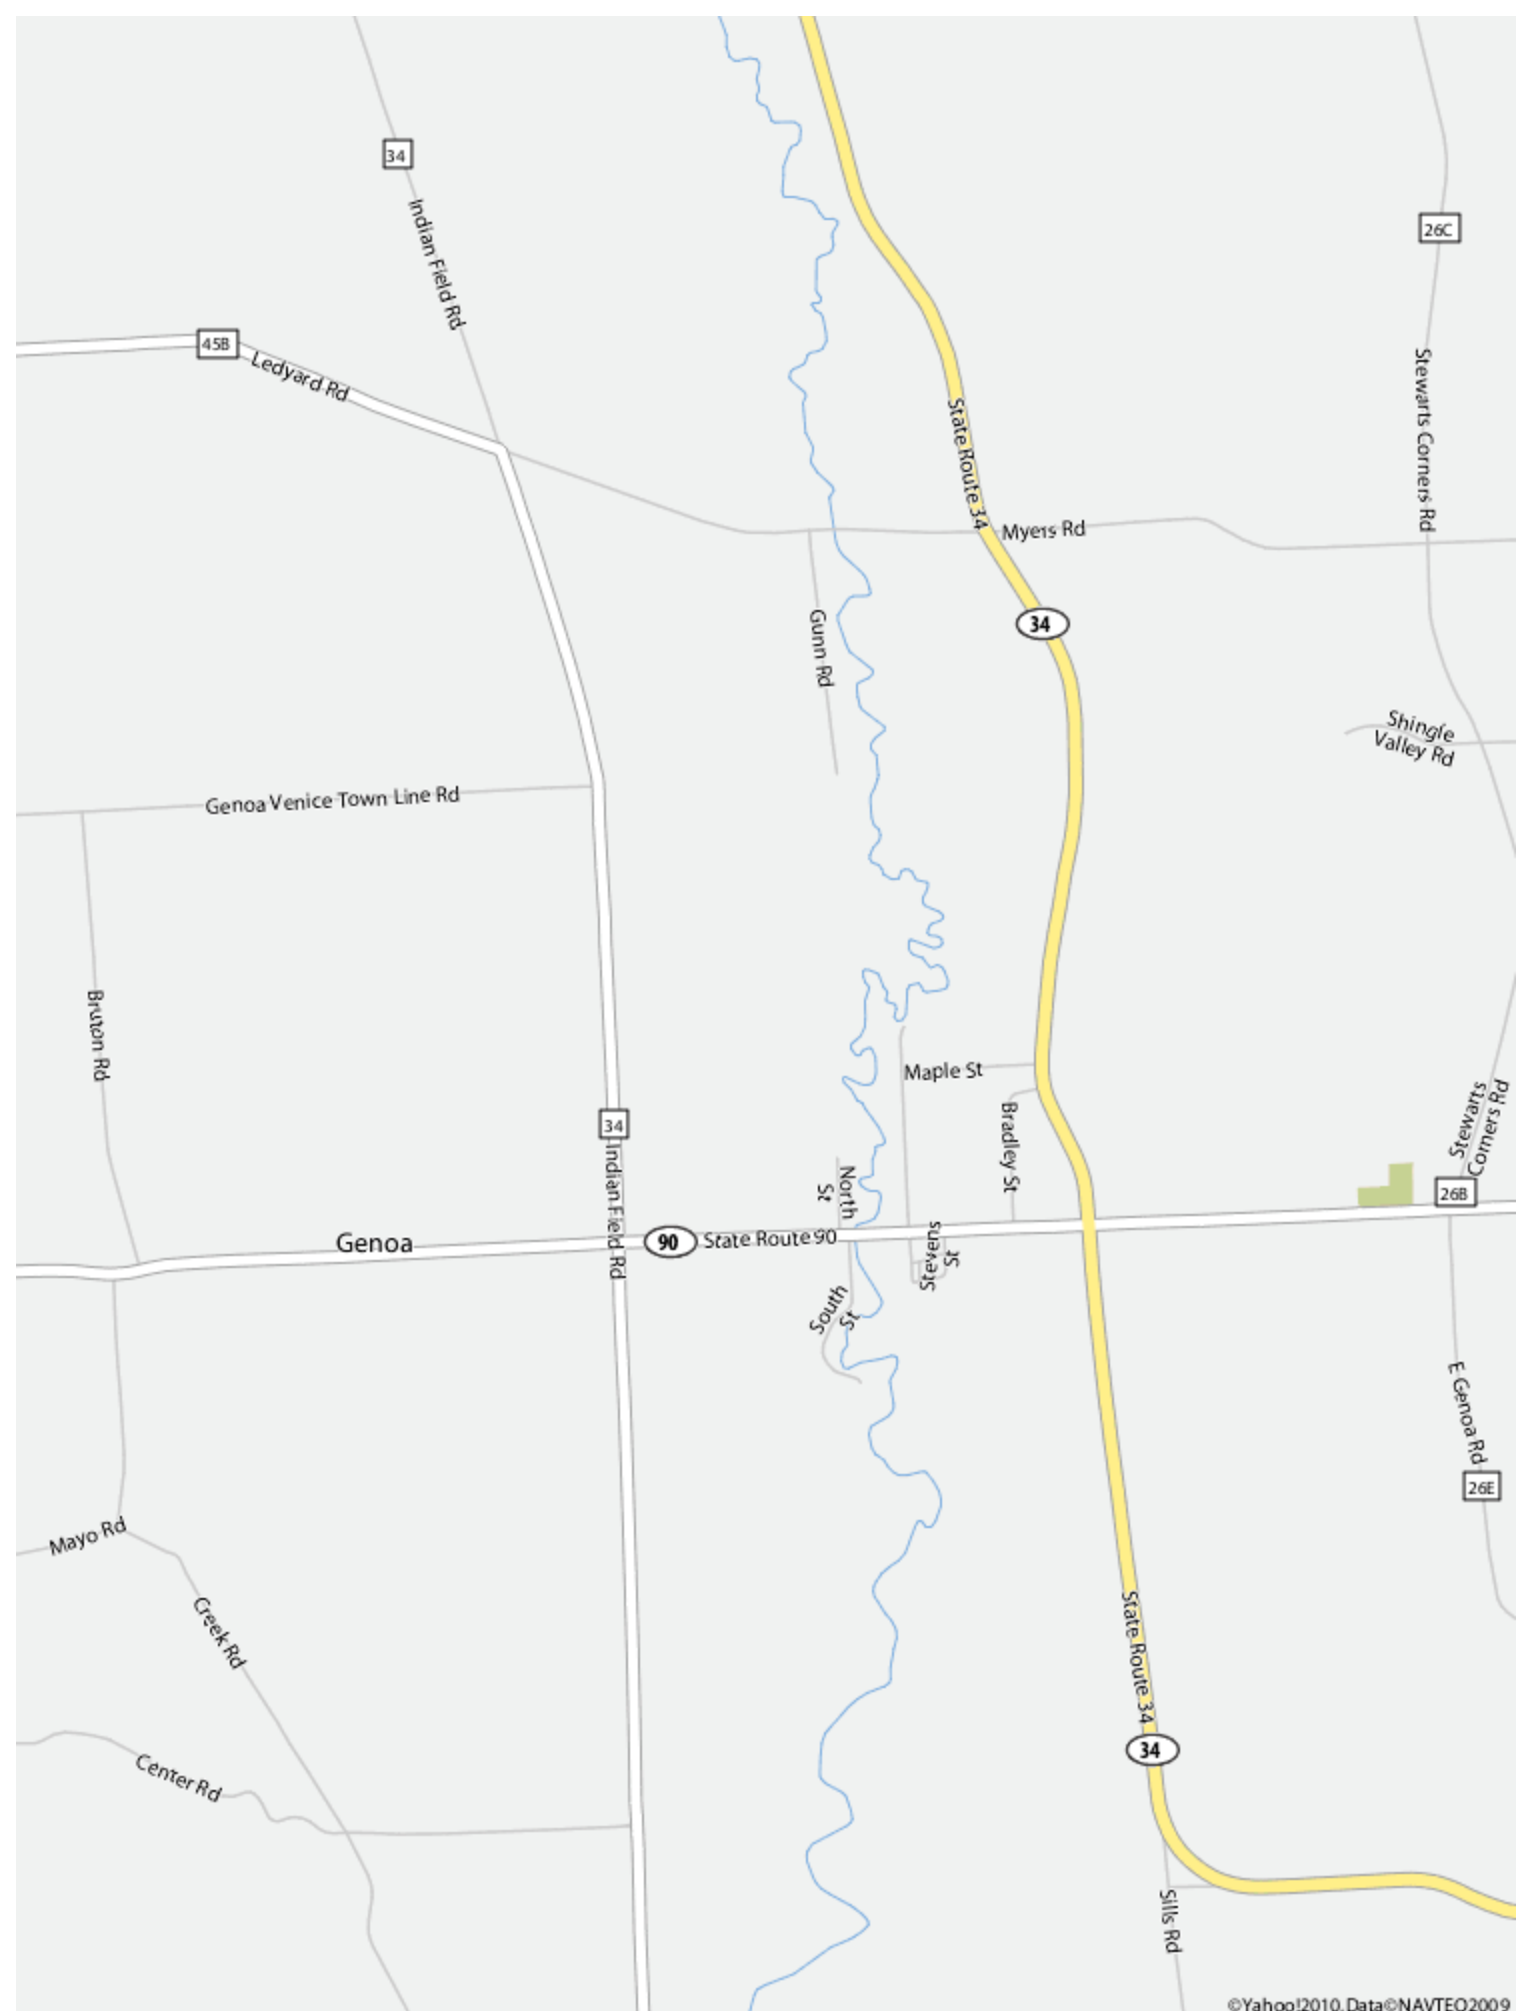 34
Indian Field Rd
26C
45B
Ledyard Rd
Stewarts Corners Rd
State Route 34
Myers Rd
34
Gunn Rd
Shingle
Valley Rd
Genoa Venice Town Line Rd
Bruton Rd
Maple St
Stewarts
Corners Rd
Bradley St
34
Indian Field Rd
North
St
26B
Stevens
St
Genoa
90
State Route 90
South
St
E Genoa Rd
26E
Mayo Rd
Creek Rd
State Route 34
34
Center Rd
Sills Rd
©Yahoo!2010, Data©NAVTEQ2009